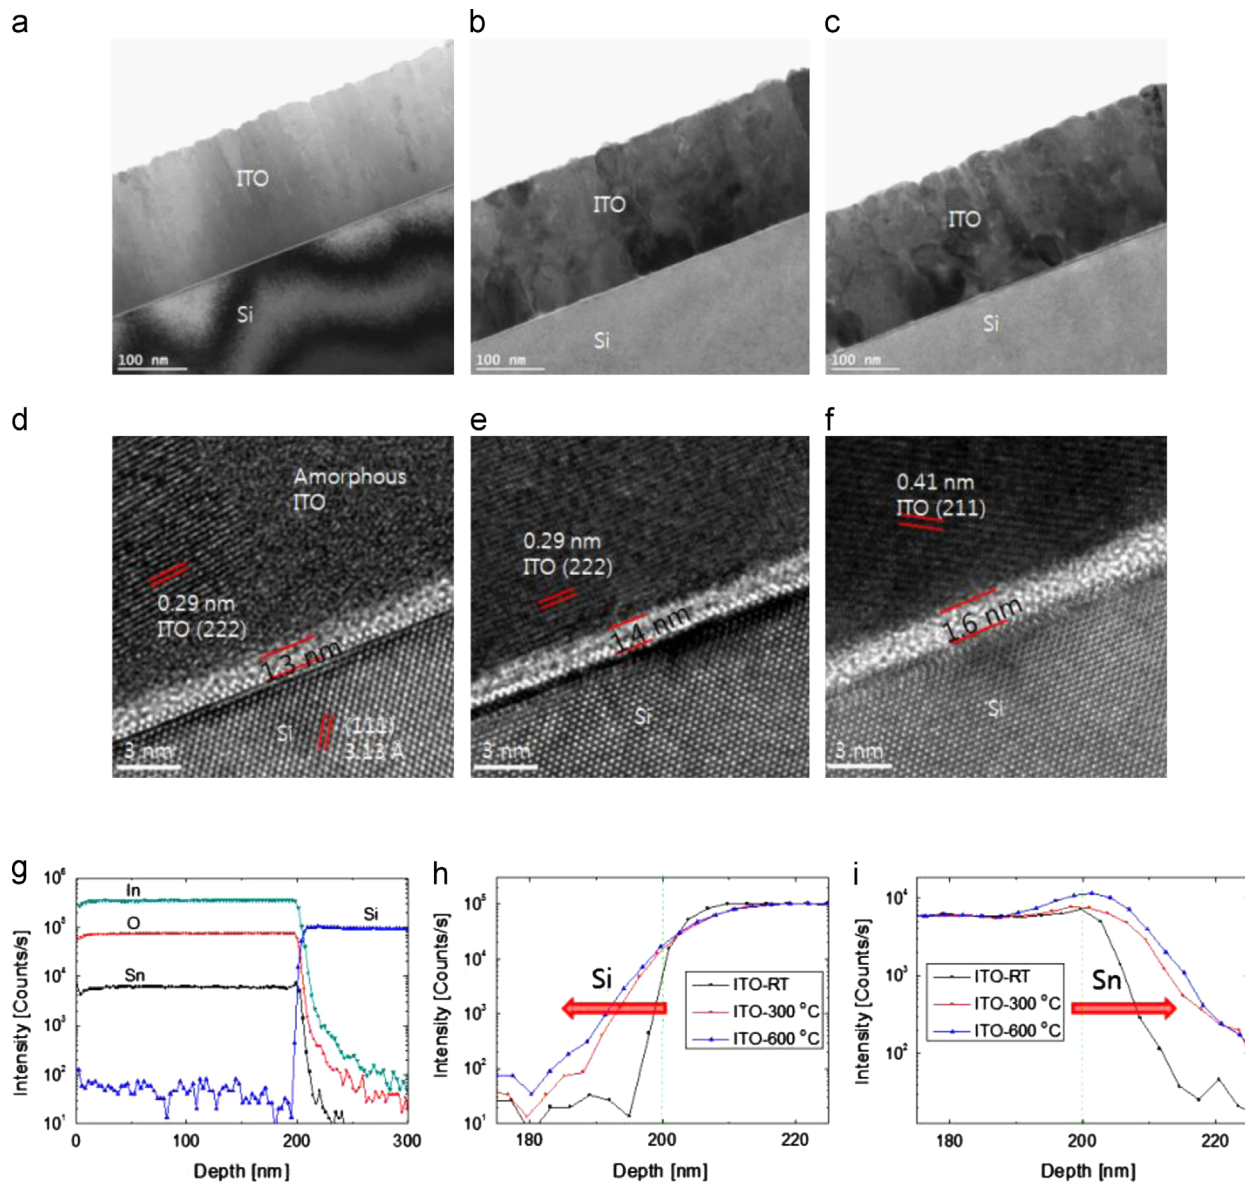 a
b
c
ITO
Si
100 nm
ITO
Si
100 nm
ITO
Si
100 nm
d
e
f
Amorphous
ITO
0.29 nm
ITO (222)
1.3 nm
Si
(111)
3.13 Å
3 nm
0.29 nm
ITO (222)
1.4 nm
Si
3 nm
0.41 nm
ITO (211)
1.6 nm
Si
3 nm
g
10⁶
10⁵
10⁴
10³
10²
10¹
Intensity [Counts/s]
In
O
Sn
Si
0
100
200
300
Depth [nm]
h
10⁵
10⁴
10³
10²
10¹
Intensity [Counts/s]
Si
ITO-RT
ITO-300 °C
ITO-600 °C
180
200
220
Depth [nm]
i
10⁴
10³
10²
Intensity [Counts/s]
ITO-RT
ITO-300 °C
ITO-600 °C
Sn
180
200
220
Depth [nm]